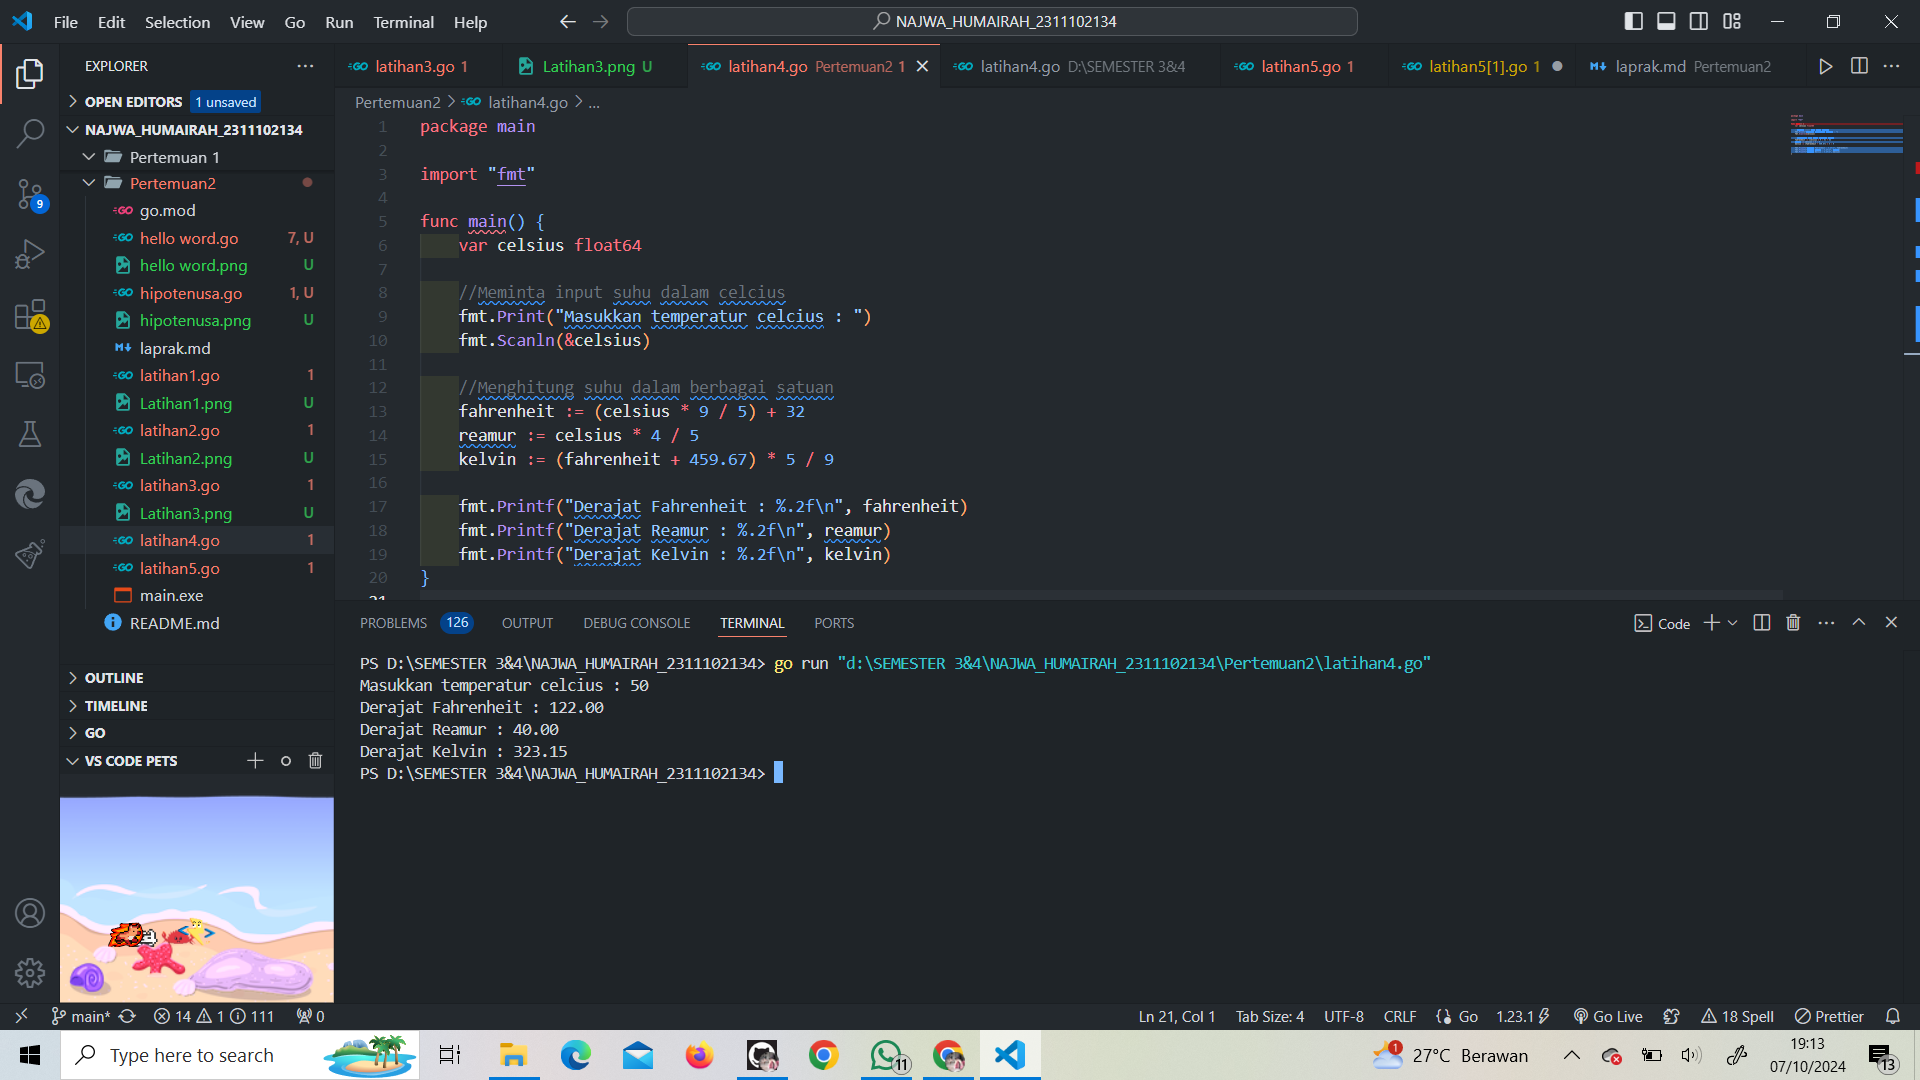 File Edit Selection View Go Run Terminal Help
NAJWA_HUMAIRAH_2311102134
EXPLORER
OPEN EDITORS 1 unsaved
NAJWA_HUMAIRAH_2311102134
Pertemuan 1
Pertemuan2
go.mod
hello word.go 7, U
hello word.png U
hipotenusa.go 1, U
hipotenusa.png U
laprak.md
latihan1.go 1
Latihan1.png U
latihan2.go 1
Latihan2.png U
latihan3.go 1
Latihan3.png U
latihan4.go 1
latihan5.go 1
main.exe
README.md
OUTLINE
TIMELINE
GO
VS CODE PETS
9
latihan3.go 1 Latihan3.png U latihan4.go Pertemuan2 1 latihan4.go D:\SEMESTER 3&4 latihan5.go 1 latihan5[1].go 1 laprak.md Pertemuan2
Pertemuan2 > latihan4.go > ...
1 package main
2
3 import "fmt"
4
5 func main() {
6 var celsius float64
7
8 //Meminta input suhu dalam celcius
9 fmt.Print("Masukkan temperatur celcius : ")
10 fmt.Scanln(&celsius)
11
12 //Menghitung suhu dalam berbagai satuan
13 fahrenheit := (celsius * 9 / 5) + 32
14 reamur := celsius * 4 / 5
15 kelvin := (fahrenheit + 459.67) * 5 / 9
16
17 fmt.Printf("Derajat Fahrenheit : %.2f\n", fahrenheit)
18 fmt.Printf("Derajat Reamur : %.2f\n", reamur)
19 fmt.Printf("Derajat Kelvin : %.2f\n", kelvin)
20 }
21
PROBLEMS 126 OUTPUT DEBUG CONSOLE TERMINAL PORTS Code
PS D:\SEMESTER 3&4\NAJWA_HUMAIRAH_2311102134> go run "d:\SEMESTER 3&4\NAJWA_HUMAIRAH_2311102134\Pertemuan2\latihan4.go"
Masukkan temperatur celcius : 50
Derajat Fahrenheit : 122.00
Derajat Reamur : 40.00
Derajat Kelvin : 323.15
PS D:\SEMESTER 3&4\NAJWA_HUMAIRAH_2311102134>
main* 14 1 111 0 Ln 21, Col 1 Tab Size: 4 UTF-8 CRLF Go 1.23.1 Go Live 18 Spell Prettier
Type here to search 11 1 27°C Berawan 19:13
07/10/2024 13